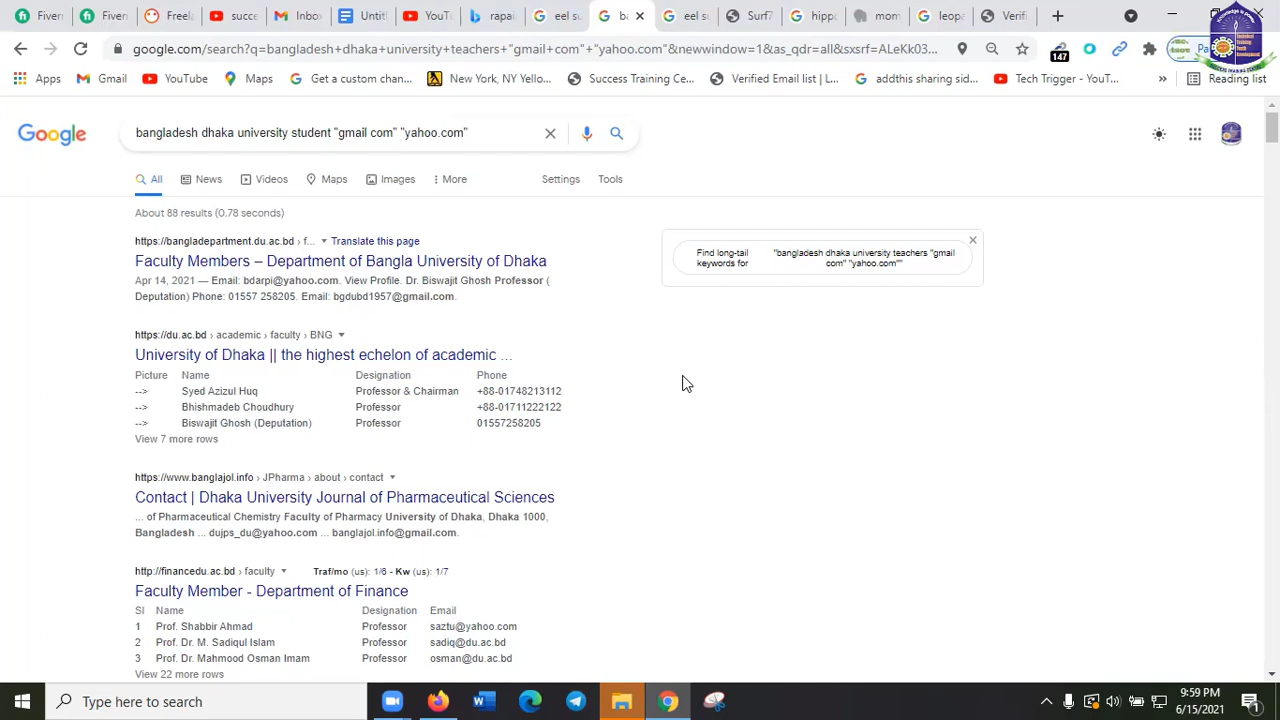 Fiverr
Fiverr
Freela
succe
Inbox
Untit
YouTu
rapar
eel su
ba
eel su
Surf7
hippo
mom
leopa
Verifi
google.com/search?q=bangladesh+dhaka+university+teachers+"gmail+com"+"yahoo.com"&newwindow=1&as_qdr=all&sxsrf=ALeKk03...
147
Apps
Gmail
YouTube
Maps
Get a custom chan...
New York, NY Yello...
Success Training Ce...
Verified Email list | L...
addthis sharing sid...
Tech Trigger - YouT...
»
Reading list
Google
bangladesh dhaka university student "gmail com" "yahoo.com"
All
News
Videos
Maps
Images
More
Settings
Tools
About 88 results (0.78 seconds)
https://bangladepartment.du.ac.bd › f... Translate this page
Faculty Members – Department of Bangla University of Dhaka
Apr 14, 2021 — Email: bdarpi@yahoo.com. View Profile. Dr. Biswajit Ghosh Professor (
Deputation) Phone: 01557 258205. Email: bgdubd1957@gmail.com.
Find long-tail keywords for
"bangladesh dhaka university teachers "gmail com" "yahoo.com""
https://du.ac.bd › academic › faculty › BNG
University of Dhaka || the highest echelon of academic ...
Picture Name Designation Phone
--> Syed Azizul Huq Professor & Chairman +88-01748213112
--> Bhishmadeb Choudhury Professor +88-01711222122
--> Biswajit Ghosh (Deputation) Professor 01557258205
View 7 more rows
https://www.banglajol.info › JPharma › about › contact
Contact | Dhaka University Journal of Pharmaceutical Sciences
... of Pharmaceutical Chemistry Faculty of Pharmacy University of Dhaka, Dhaka 1000,
Bangladesh ... dujps_du@yahoo.com ... banglajol.info@gmail.com.
http://financedu.ac.bd › faculty Traf/mo (us): 1/6 - Kw (us): 1/7
Faculty Member - Department of Finance
Sl Name Designation Email
1 Prof. Shabbir Ahmad Professor saztu@yahoo.com
2 Prof. Dr. M. Sadiqul Islam Professor sadiq@du.ac.bd
3 Prof. Dr. Mahmood Osman Imam Professor osman@du.ac.bd
View 22 more rows
Type here to search
9:59 PM
6/15/2021
1